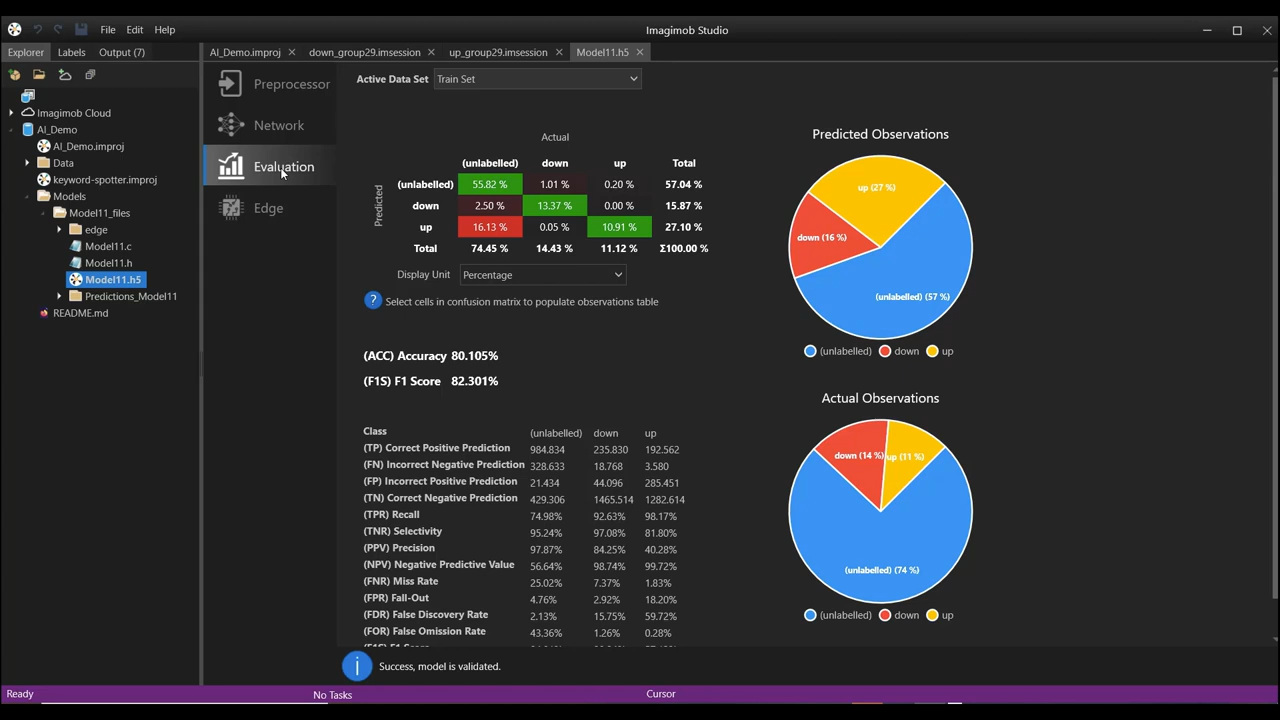 File Edit Help
Imagimob Studio
Explorer Labels Output (7)
AI_Demo.improj × down_group29.imsession × up_group29.imsession × Model11.h5 ×
Imagimob Cloud
AI_Demo
AI_Demo.improj
Data
keyword-spotter.improj
Models
Model11_files
edge
Model11.c
Model11.h
Model11.h5
Predictions_Model11
README.md
Preprocessor
Network
Evaluation
Edge
Active Data Set Train Set
Actual
Predicted
(unlabelled) down up Total
(unlabelled) 55.82 % 1.01 % 0.20 % 57.04 %
down 2.50 % 13.37 % 0.00 % 15.87 %
up 16.13 % 0.05 % 10.91 % 27.10 %
Total 74.45 % 14.43 % 11.12 % Σ100.00 %
Display Unit Percentage
? Select cells in confusion matrix to populate observations table
(ACC) Accuracy 80.105%
(F1S) F1 Score 82.301%
Class (unlabelled) down up
(TP) Correct Positive Prediction 984.834 235.830 192.562
(FN) Incorrect Negative Prediction 328.633 18.768 3.580
(FP) Incorrect Positive Prediction 21.434 44.096 285.451
(TN) Correct Negative Prediction 429.306 1465.514 1282.614
(TPR) Recall 74.98% 92.63% 98.17%
(TNR) Selectivity 95.24% 97.08% 81.80%
(PPV) Precision 97.87% 84.25% 40.28%
(NPV) Negative Predictive Value 56.64% 98.74% 99.72%
(FNR) Miss Rate 25.02% 7.37% 1.83%
(FPR) Fall-Out 4.76% 2.92% 18.20%
(FDR) False Discovery Rate 2.13% 15.75% 59.72%
(FOR) False Omission Rate 43.36% 1.26% 0.28%
Predicted Observations
up (27 %)
down (16 %)
(unlabelled) (57 %)
(unlabelled) down up
Actual Observations
down (14 %) up (11 %)
(unlabelled) (74 %)
(unlabelled) down up
i Success, model is validated.
Ready No Tasks Cursor